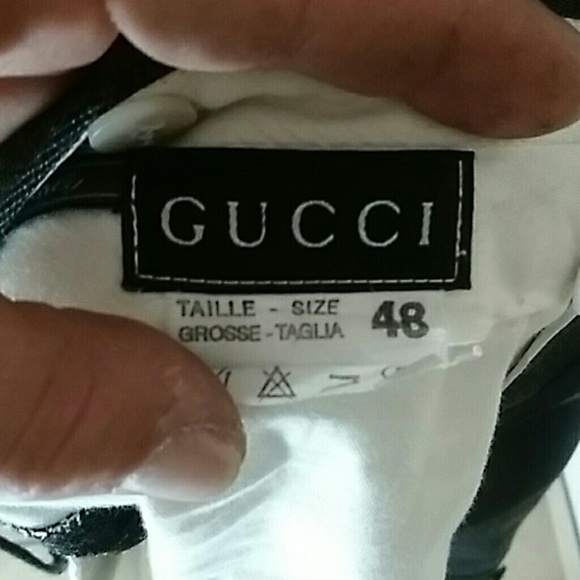 GUCCI
TAILLE - SIZE
GROSSE - TAGLIA 48